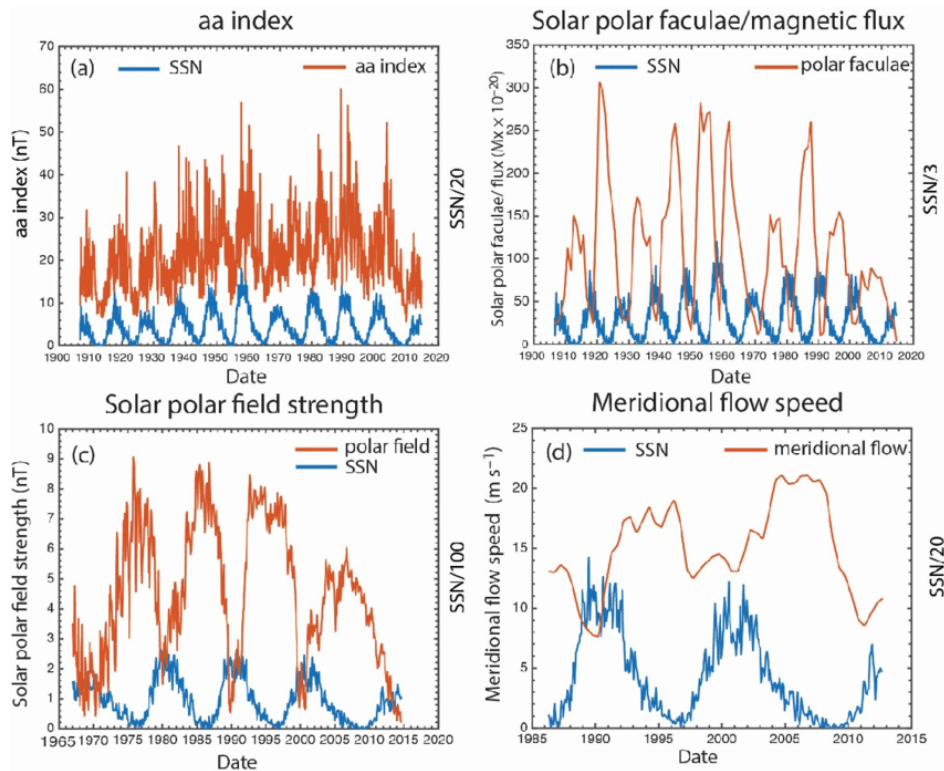 aa index
70
60
50
40
30
20
10
0
aa index (nT)
(a)
SSN
aa index
SSN/20
1900 1910 1920 1930 1940 1950 1960 1970 1980 1990 2000 2010 2020
Date
Solar polar faculae/magnetic flux
350
300
250
200
150
100
50
0
Solar polar faculae/ flux (Mx x 10⁻²⁰)
(b)
SSN
polar faculae
SSN/3
1900 1910 1920 1930 1940 1950 1960 1970 1980 1990 2000 2010 2020
Date
Solar polar field strength
10
9
8
7
6
5
4
3
2
1
0
Solar polar field strength (nT)
(c)
polar field
SSN
SSN/100
1965 1970 1975 1980 1985 1990 1995 2000 2005 2010 2015 2020
Date
Meridional flow speed
25
20
15
10
5
0
Meridional flow speed (m s⁻¹)
(d)
SSN
meridional flow
SSN/20
1985 1990 1995 2000 2005 2010 2015
Date